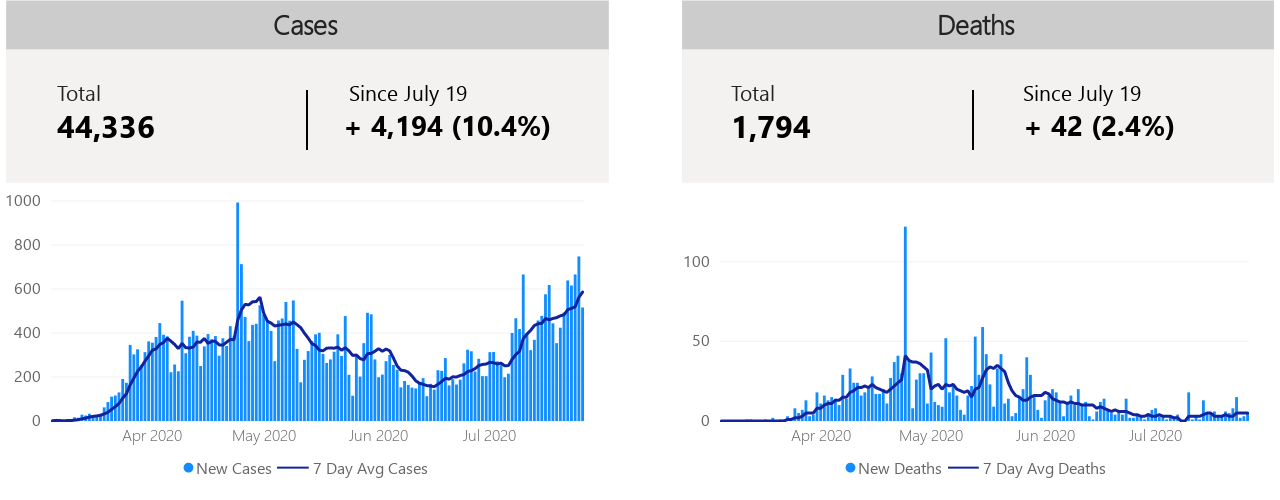 Cases
Total
Since July 19
44,336
+ 4,194 (10.4%)
1000
800
600
400
200
0
Apr 2020
May 2020
Jun 2020
Jul 2020
New Cases
7 Day Avg Cases
Deaths
Total
Since July 19
1,794
+ 42 (2.4%)
100
50
0
Apr 2020
May 2020
Jun 2020
Jul 2020
New Deaths
7 Day Avg Deaths